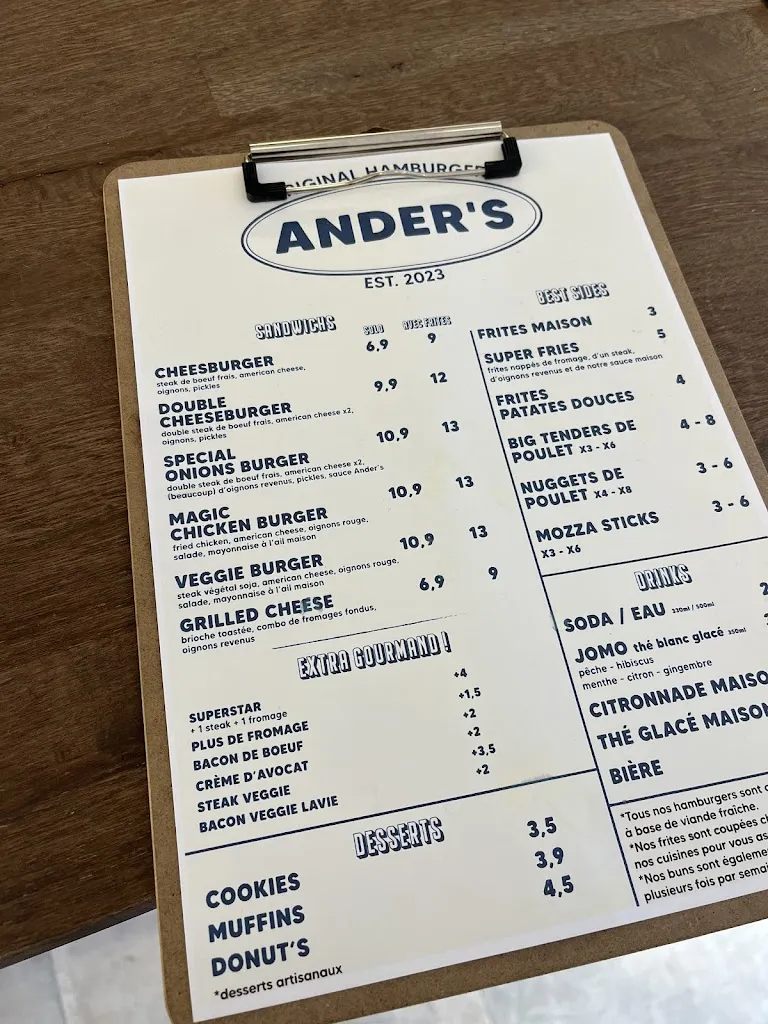 ANDER'S
EST. 2023
SANDWICHS
SOLO AVEC FRITES
CHEESBURGER 6,9 9
steak de boeuf frais, american cheese,
oignons, pickles
DOUBLE
CHEESEBURGER 9,9 12
double steak de boeuf frais, american cheese x2,
oignons, pickles
SPECIAL
ONIONS BURGER 10,9 13
double steak de boeuf frais, american cheese x2,
(beaucoup) d'oignons revenus, pickles, sauce Ander's
MAGIC
CHICKEN BURGER 10,9 13
fried chicken, american cheese, oignons rouge,
salade, mayonnaise à l'ail maison
VEGGIE BURGER 10,9 13
steak végétal soja, american cheese, oignons rouge,
salade, mayonnaise à l'ail maison
GRILLED CHEESE 6,9 9
brioche toastée, combo de fromages fondus,
oignons revenus
EXTRA GOURMAND !
SUPERSTAR +4
+ 1 steak + 1 fromage
PLUS DE FROMAGE +1,5
BACON DE BOEUF +2
CRÈME D'AVOCAT +2
STEAK VEGGIE +3,5
BACON VEGGIE LAVIE +2
DESSERTS
COOKIES 3,5
MUFFINS 3,9
DONUT'S 4,5
*desserts artisanaux
BEST SIDES
FRITES MAISON 3
SUPER FRIES 5
frites nappés de fromage, d'un steak,
d'oignons revenus et de notre sauce maison
FRITES
PATATES DOUCES 4
BIG TENDERS DE
POULET X3 - X6 4 - 8
NUGGETS DE
POULET X4 - X8 3 - 6
MOZZA STICKS 3 - 6
X3 - X6
DRINKS
SODA / EAU 330ml / 500ml
JOMO thé blanc glacé 250ml
pêche - hibiscus
menthe - citron - gingembre
CITRONNADE MAISO
THÉ GLACÉ MAISON
BIÈRE
*Tous nos hamburgers sont
à base de viande fraîche.
*Nos frites sont coupées
nos cuisines pour vous
*Nos buns sont
plusieurs fois par